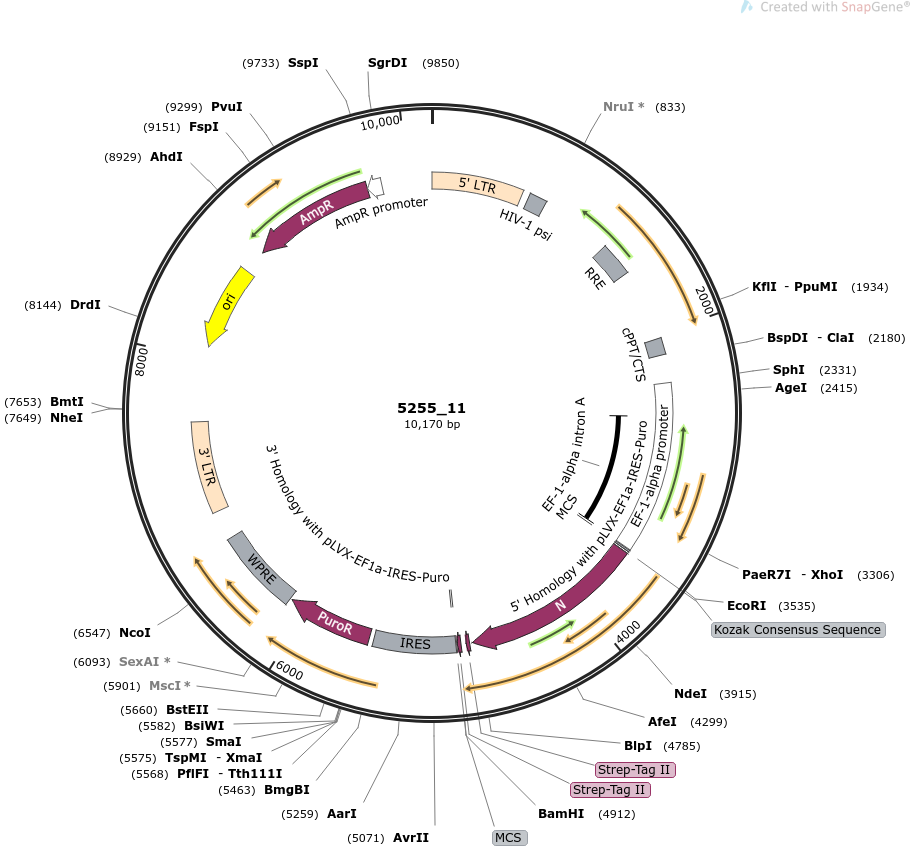 Created with SnapGene®
(9733) SspI
SgrDI (9850)
(9299) PvuI
(9151) FspI
(8929) AhdI
NruI * (833)
10,000
5' LTR
HIV-1 psi
AmpR
AmpR promoter
RRE
ori
(8144) DrdI
8000
2000
KflI - PpuMI (1934)
BspDI - ClaI (2180)
SphI (2331)
AgeI (2415)
cPPT/CTS
(7653) BmtI
(7649) NheI
5255_11
10,170 bp
EF-1-alpha intron A
MCS
EF-1-alpha promoter
5' Homology with pLVX-EF1a-IRES-Puro
3' Homology with pLVX-EF1a-IRES-Puro
3' LTR
WPRE
PuroR
IRES
N
PaeR7I - XhoI (3306)
EcoRI (3535)
Kozak Consensus Sequence
4000
6000
(6547) NcoI
(6093) SexAI *
(5901) MscI *
(5660) BstEII
(5582) BsiWI
(5577) SmaI
(5575) TspMI - XmaI
(5568) PflFI - Tth111I
(5463) BmgBI
(5259) AarI
(5071) AvrII
NdeI (3915)
AfeI (4299)
BlpI (4785)
Strep-Tag II
Strep-Tag II
BamHI (4912)
MCS